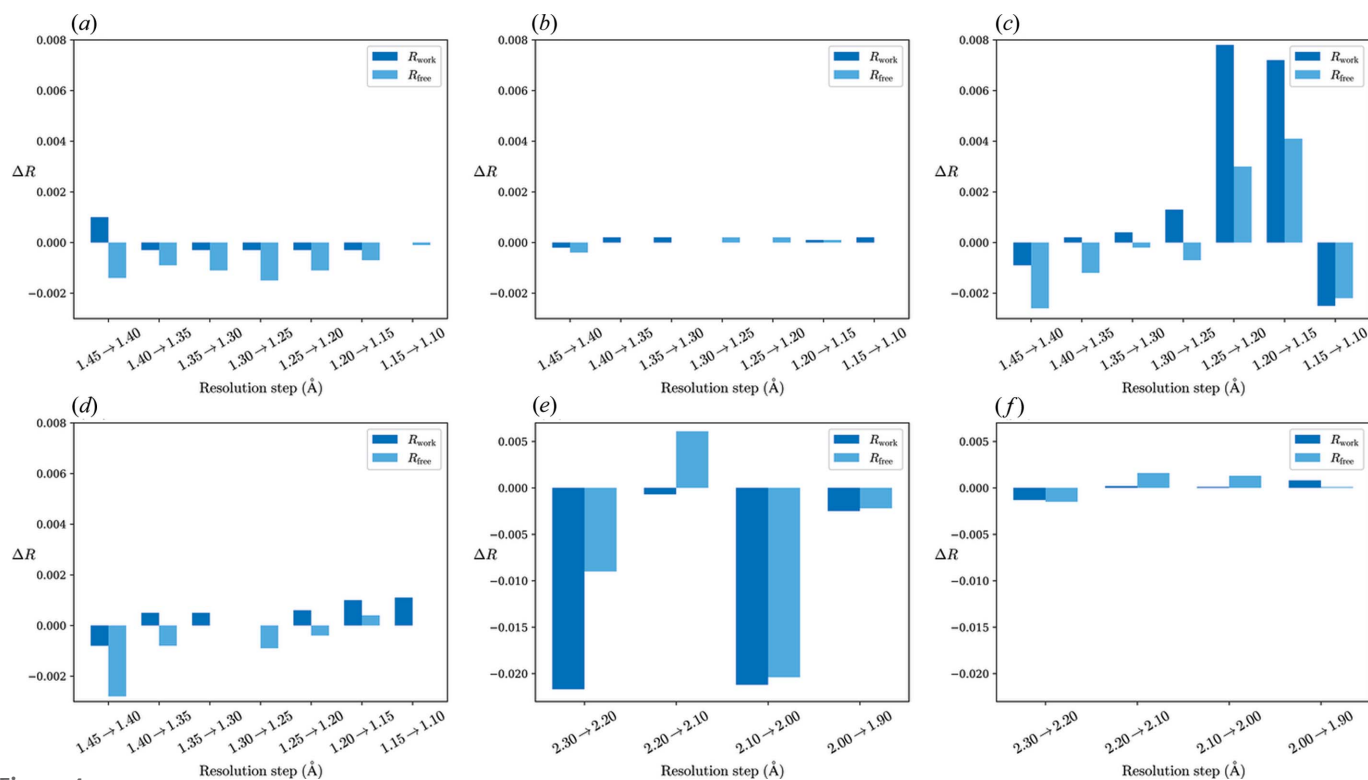 (a)
0.008
0.006
0.004
ΔR
0.002
0.000
−0.002
R_work
R_free
1.45→1.40
1.40→1.35
1.35→1.30
1.30→1.25
1.25→1.20
1.20→1.15
1.15→1.10
Resolution step (Å)
(b)
0.008
0.006
0.004
ΔR
0.002
0.000
−0.002
R_work
R_free
1.45→1.40
1.40→1.35
1.35→1.30
1.30→1.25
1.25→1.20
1.20→1.15
1.15→1.10
Resolution step (Å)
(c)
0.008
0.006
0.004
ΔR
0.002
0.000
−0.002
R_work
R_free
1.45→1.40
1.40→1.35
1.35→1.30
1.30→1.25
1.25→1.20
1.20→1.15
1.15→1.10
Resolution step (Å)
(d)
0.008
0.006
0.004
ΔR
0.002
0.000
−0.002
R_work
R_free
1.45→1.40
1.40→1.35
1.35→1.30
1.30→1.25
1.25→1.20
1.20→1.15
1.15→1.10
Resolution step (Å)
(e)
0.005
0.000
−0.005
ΔR
−0.010
−0.015
−0.020
R_work
R_free
2.30→2.20
2.20→2.10
2.10→2.00
2.00→1.90
Resolution step (Å)
(f)
0.005
0.000
−0.005
ΔR
−0.010
−0.015
−0.020
R_work
R_free
2.30→2.20
2.20→2.10
2.10→2.00
2.00→1.90
Resolution step (Å)